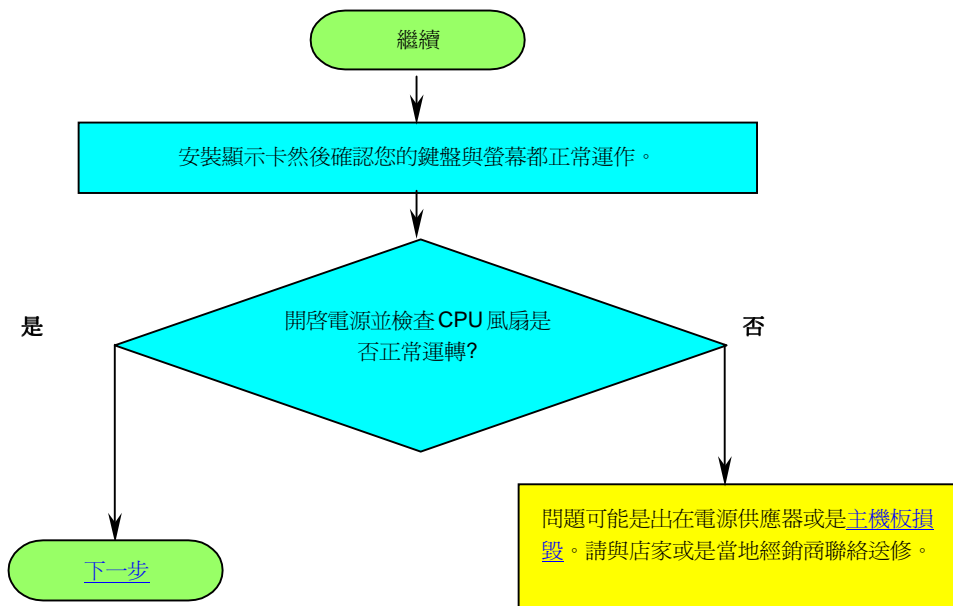 繼續
安裝顯示卡然後確認您的鍵盤與螢幕都正常運作。
是
開啓電源並檢查 CPU 風扇是
否正常運轉?
否
問題可能是出在電源供應器或是主機板損
毀。請與店家或是當地經銷商聯絡送修。
下一步